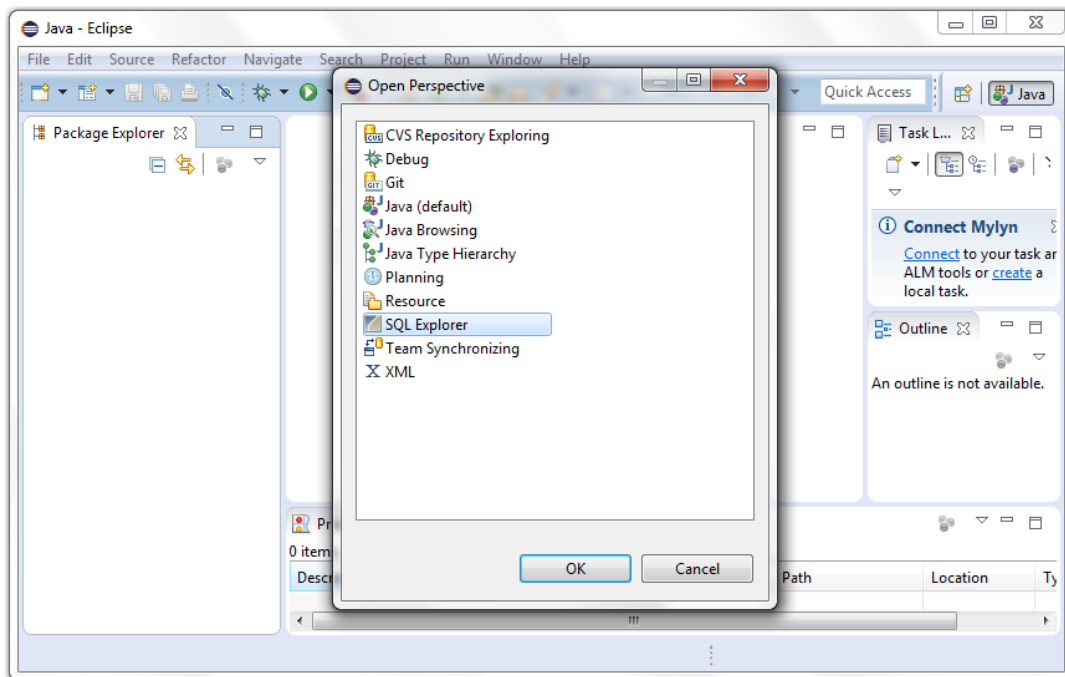 Java - Eclipse
File Edit Source Refactor Navigate Search Project Run Window Help
Open Perspective
Quick Access
Java
Package Explorer
Task L...
CVS Repository Exploring
Debug
Git
Java (default)
Java Browsing
Java Type Hierarchy
Planning
Resource
SQL Explorer
Team Synchronizing
XML
Connect Mylyn
Connect to your task ar
ALM tools or create a
local task.
Outline
An outline is not available.
Pr
0 item
Descr
Path
Location
Ty
OK
Cancel